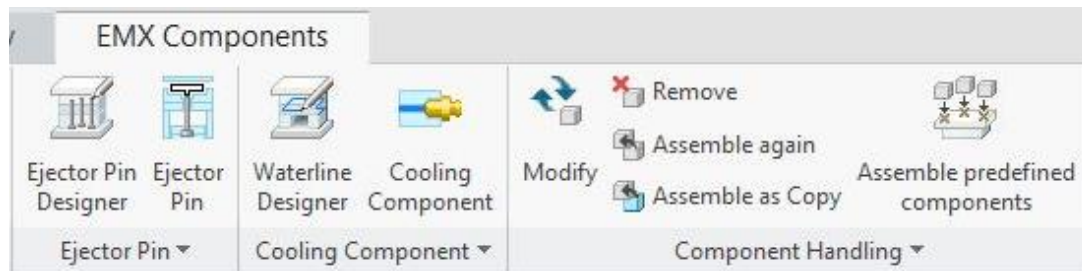 EMX Components
Remove
Assemble again
Assemble as Copy
Ejector Pin
Designer
Ejector
Pin
Waterline
Designer
Cooling
Component
Modify
Assemble predefined
components
Ejector Pin
Cooling Component
Component Handling